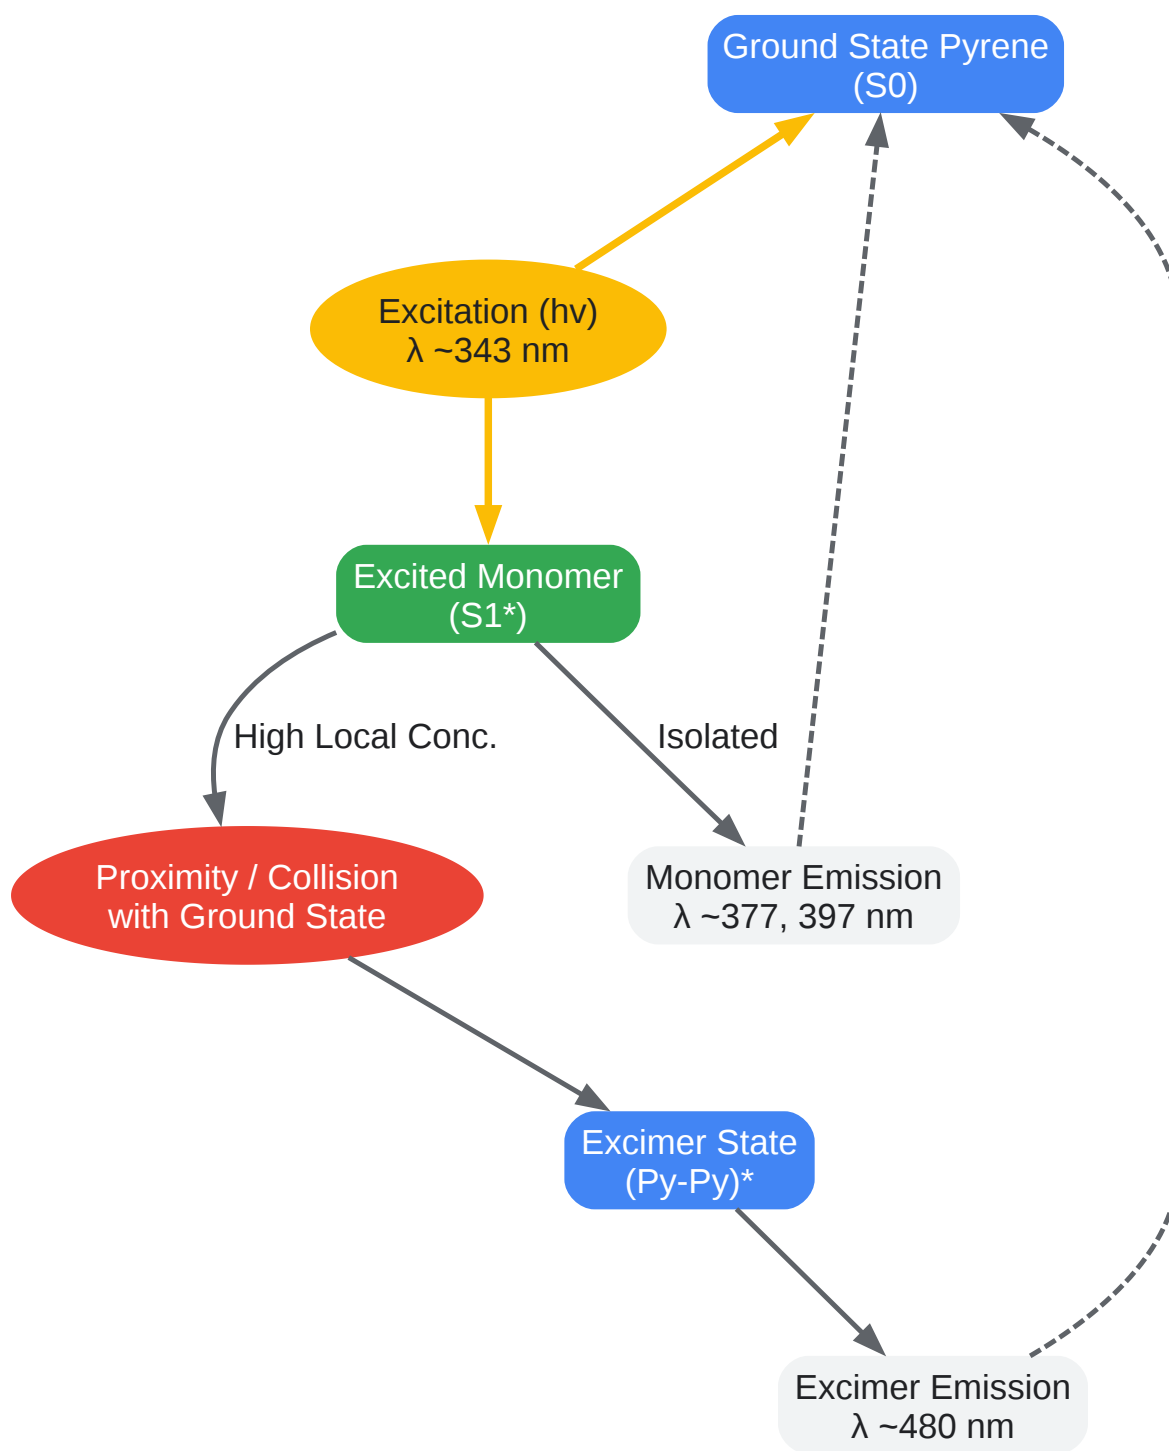 Ground State Pyrene
(S0)
Excitation (hv)
λ ~343 nm
Excited Monomer
(S1*)
High Local Conc.
Isolated
Proximity / Collision
with Ground State
Monomer Emission
λ ~377, 397 nm
Excimer State
(Py-Py)*
Excimer Emission
λ ~480 nm